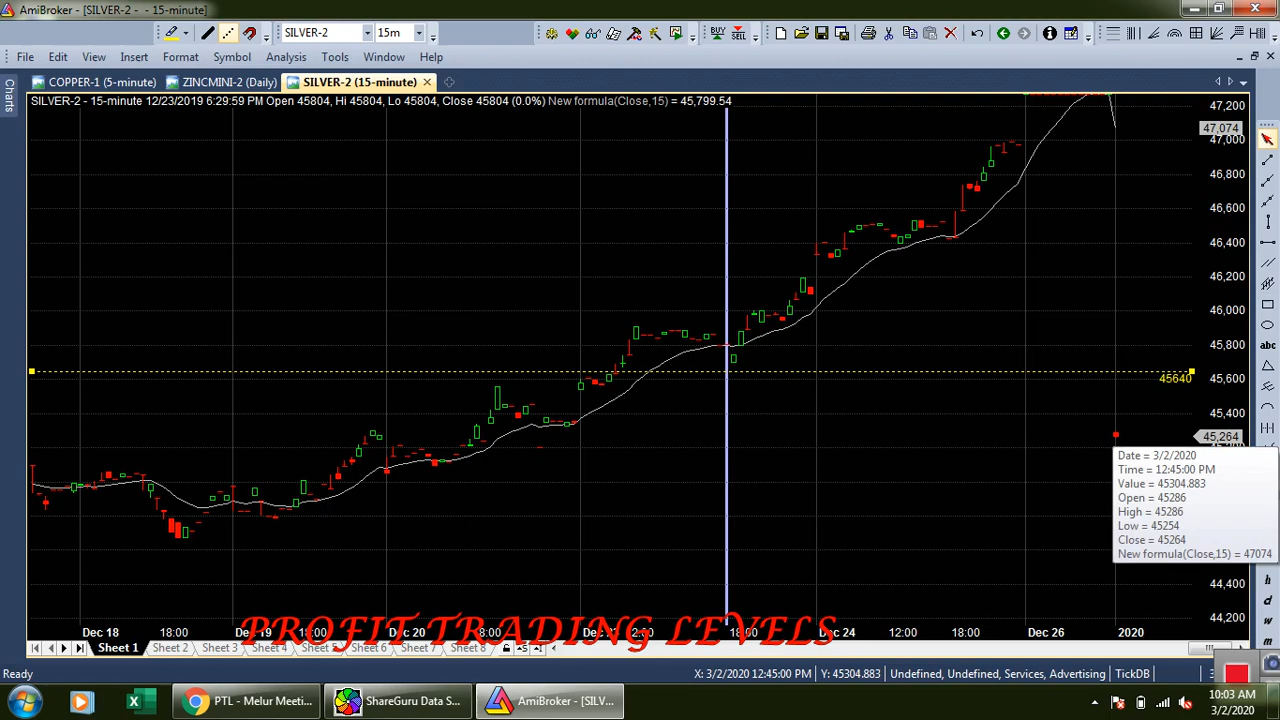 AmiBroker - [SILVER-2 - - 15-minute]
SILVER-2
15m
BUY
SELL
File Edit View Insert Format Symbol Analysis Tools Window Help
COPPER-1 (5-minute)
ZINCMINI-2 (Daily)
SILVER-2 (15-minute)
Charts
SILVER-2 - 15-minute 12/23/2019 6:29:59 PM Open 45804, Hi 45804, Lo 45804, Close 45804 (0.0%) New formula(Close,15) = 45,799.54
47,200
47,074
47,000
46,800
46,600
46,400
46,200
46,000
45,800
45640
45,600
45,400
45,264
abc
Date = 3/2/2020
Time = 12:45:00 PM
Value = 45304.883
Open = 45286
High = 45286
Low = 45254
Close = 45264
New formula(Close,15) = 47074
44,400
44,200
h
d
w
m
PROFIT TRADING LEVELS
Dec 18 18:00 Dec 19 Dec 20 Dec 24 12:00 18:00 Dec 26 2020
Sheet 1 Sheet 2 Sheet 3 Sheet 4 Sheet 5 Sheet 6 Sheet 7 Sheet 8
Ready
X: 3/2/2020 12:45:00 PM Y: 45304.883 Undefined, Undefined, Services, Advertising TickDB
PTL - Melur Meeti...
ShareGuru Data S...
AmiBroker - [SILV...
10:03 AM
3/2/2020